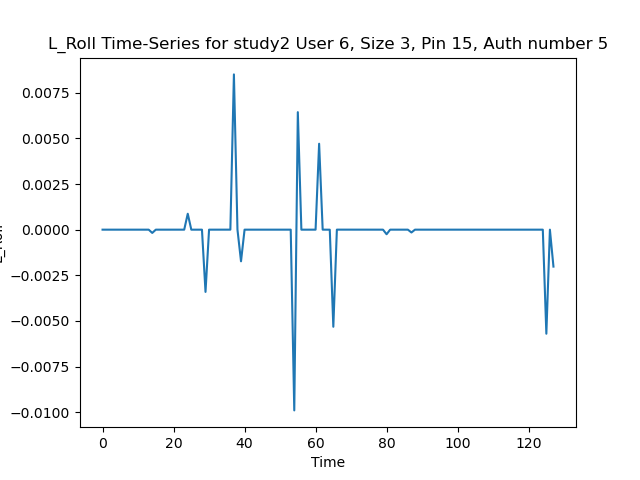 L_Roll Time-Series for study2 User 6, Size 3, Pin 15, Auth number 5
0.0075
0.0050
0.0025
0.0000
−0.0025
−0.0050
−0.0075
−0.0100
L_Roll
0 20 40 60 80 100 120
Time